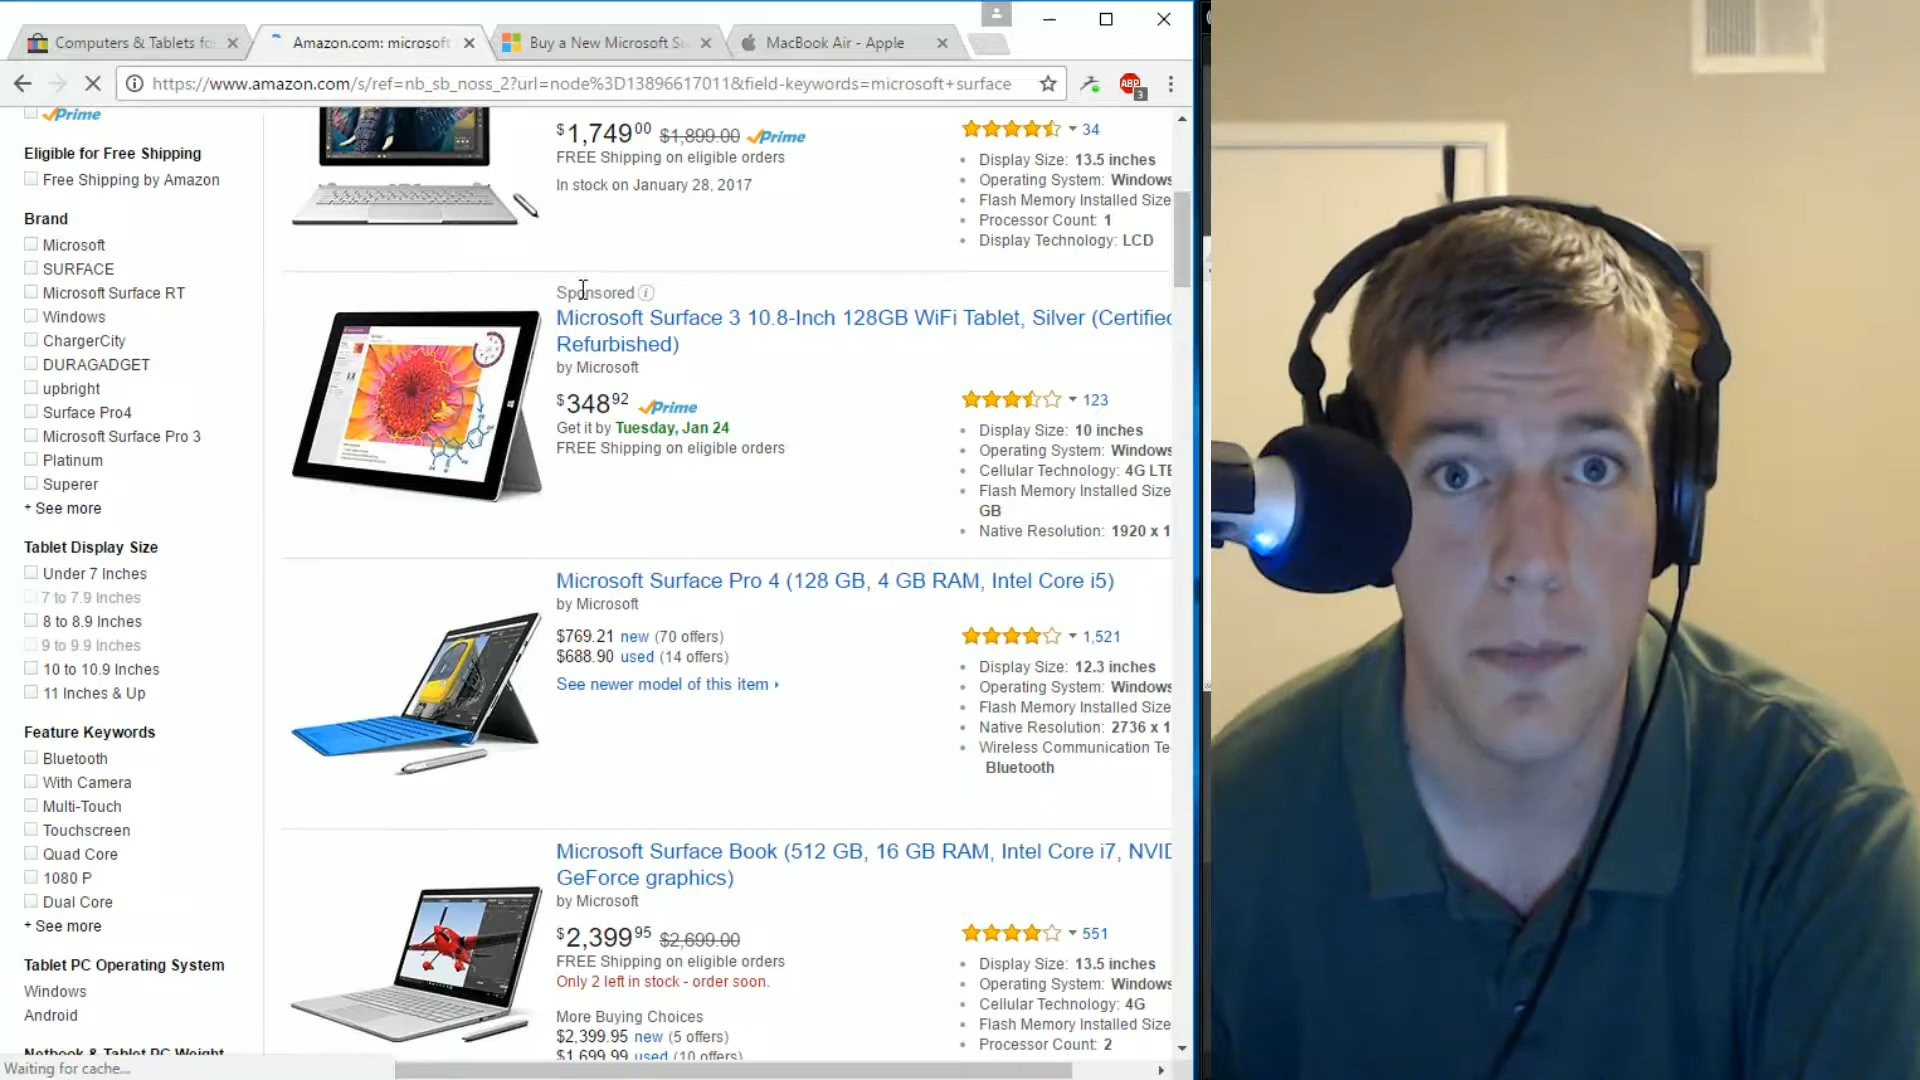 Computers & Tablets fo
Amazon.com: microsoft
Buy a New Microsoft Su
MacBook Air - Apple
https://www.amazon.com/s/ref=nb_sb_noss_2?url=node%3D13896617011&field-keywords=microsoft+surface
ABP
3
Prime
Eligible for Free Shipping
Free Shipping by Amazon
Brand
Microsoft
SURFACE
Microsoft Surface RT
Windows
ChargerCity
DURAGADGET
upbright
Surface Pro4
Microsoft Surface Pro 3
Platinum
Superer
+ See more
Tablet Display Size
Under 7 Inches
7 to 7.9 Inches
8 to 8.9 Inches
9 to 9.9 Inches
10 to 10.9 Inches
11 Inches & Up
Feature Keywords
Bluetooth
With Camera
Multi-Touch
Touchscreen
Quad Core
1080 P
Dual Core
+ See more
Tablet PC Operating System
Windows
Android
Netbook & Tablet PC Weight
Waiting for cache...
$1,749 00 $1,899.00 Prime
FREE Shipping on eligible orders
In stock on January 28, 2017
34
Display Size: 13.5 inches
Operating System: Windows
Flash Memory Installed Size
Processor Count: 1
Display Technology: LCD
Sponsored
Microsoft Surface 3 10.8-Inch 128GB WiFi Tablet, Silver (Certified
Refurbished)
by Microsoft
$348 92 Prime
Get it by Tuesday, Jan 24
FREE Shipping on eligible orders
123
Display Size: 10 inches
Operating System: Windows
Cellular Technology: 4G LTE
Flash Memory Installed Size
GB
Native Resolution: 1920 x 1
Microsoft Surface Pro 4 (128 GB, 4 GB RAM, Intel Core i5)
by Microsoft
$769.21 new (70 offers)
$688.90 used (14 offers)
See newer model of this item
1,521
Display Size: 12.3 inches
Operating System: Windows
Flash Memory Installed Size
Native Resolution: 2736 x 1
Wireless Communication Te
Bluetooth
Microsoft Surface Book (512 GB, 16 GB RAM, Intel Core i7, NVID
GeForce graphics)
by Microsoft
$2,399 95 $2,699.00
FREE Shipping on eligible orders
Only 2 left in stock - order soon.
More Buying Choices
$2,399.95 new (5 offers)
$1,699.99 used (10 offers)
551
Display Size: 13.5 inches
Operating System: Windows
Cellular Technology: 4G
Flash Memory Installed Size
Processor Count: 2